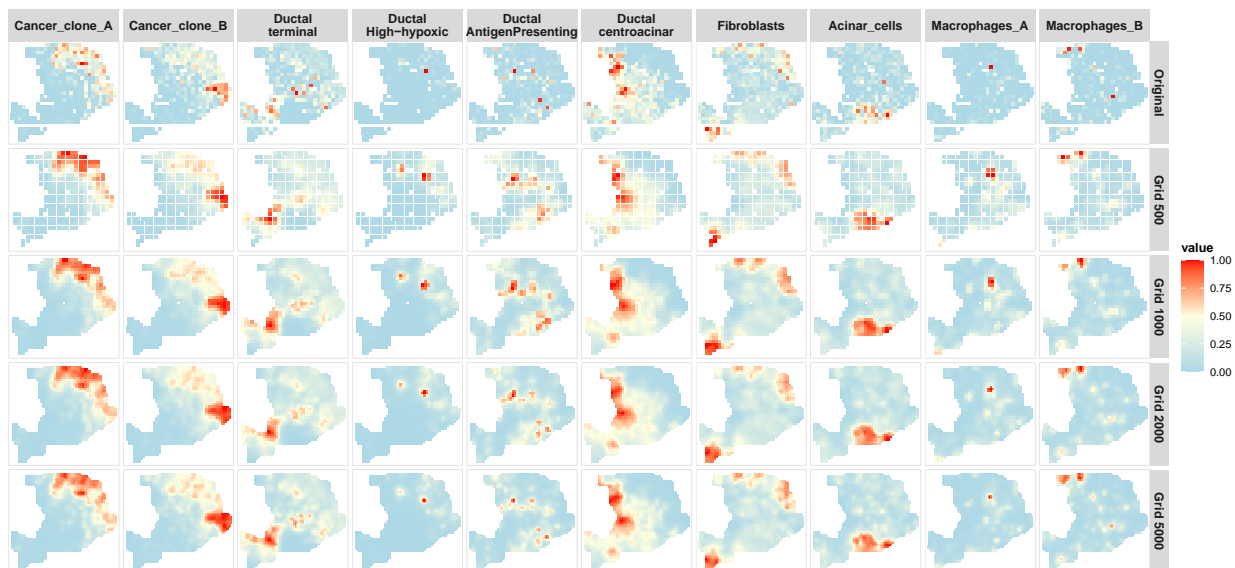 Cancer_clone_A
Cancer_clone_B
Ductal
terminal
Ductal
High−hypoxic
Ductal
AntigenPresenting
Ductal
centroacinar
Fibroblasts
Acinar_cells
Macrophages_A
Macrophages_B
Original
Grid 500
Grid 1000
Grid 2000
Grid 5000
value
1.00
0.75
0.50
0.25
0.00